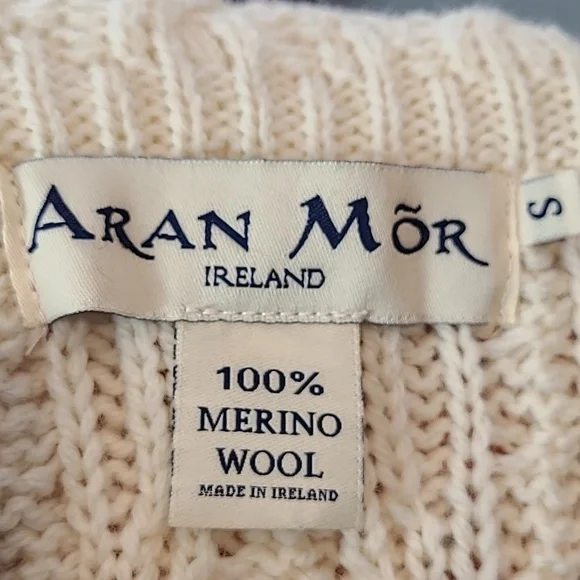 ARAN MÕR
IRELAND
S
100%
MERINO
WOOL
MADE IN IRELAND